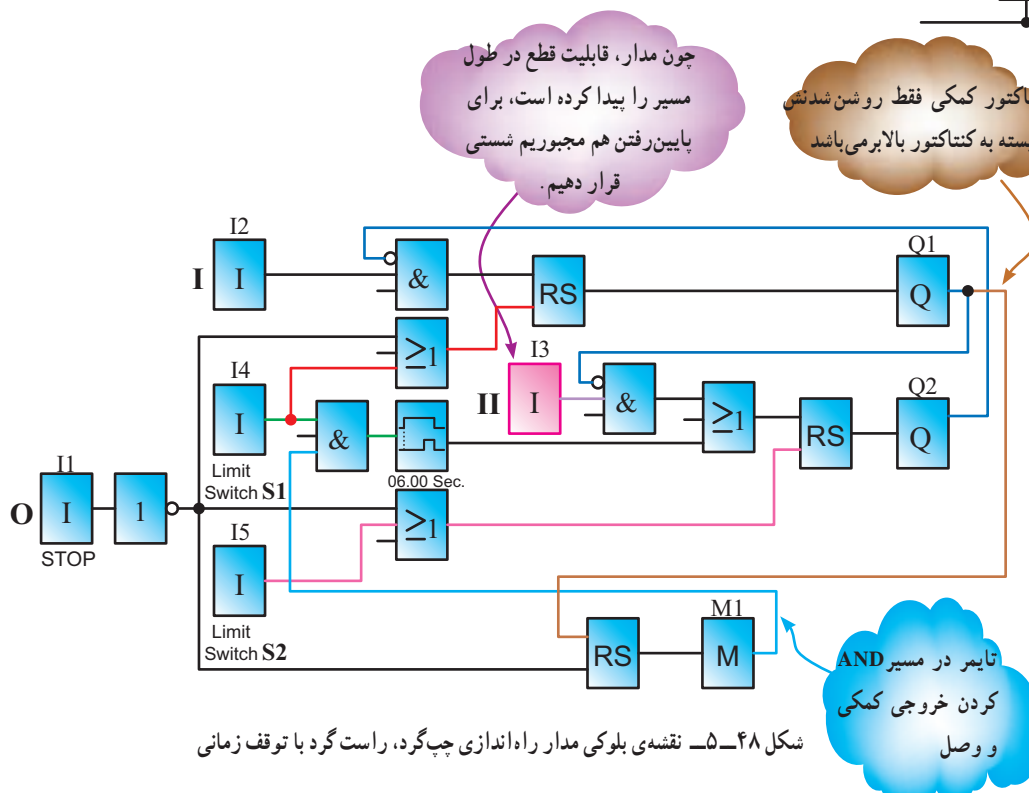 چون مدار، قابلیت قطع در طول
مسیر را پیدا کرده است، برای
پایین‌رفتن هم مجبوریم شستی
قرار دهیم.
کمکی فقط روشن‌شدنش
به کنتاکتور بالابر می‌باشد
I2
I
I
&
RS
Q1
Q
≥1
I3
II
I
&
≥1
RS
Q2
Q
I4
I
Limit
Switch S1
&
06.00 Sec.
I1
O
I
STOP
1
≥1
I5
I
Limit
Switch S2
RS
M1
M
تایمر در مسیر AND
کردن خروجی کمکی
و وصل
شکل ۴۸ــ۵ــ نقشه‌ی بلوکی مدار راه‌اندازی چپ‌گرد، راست‌گرد با توقف زمانی